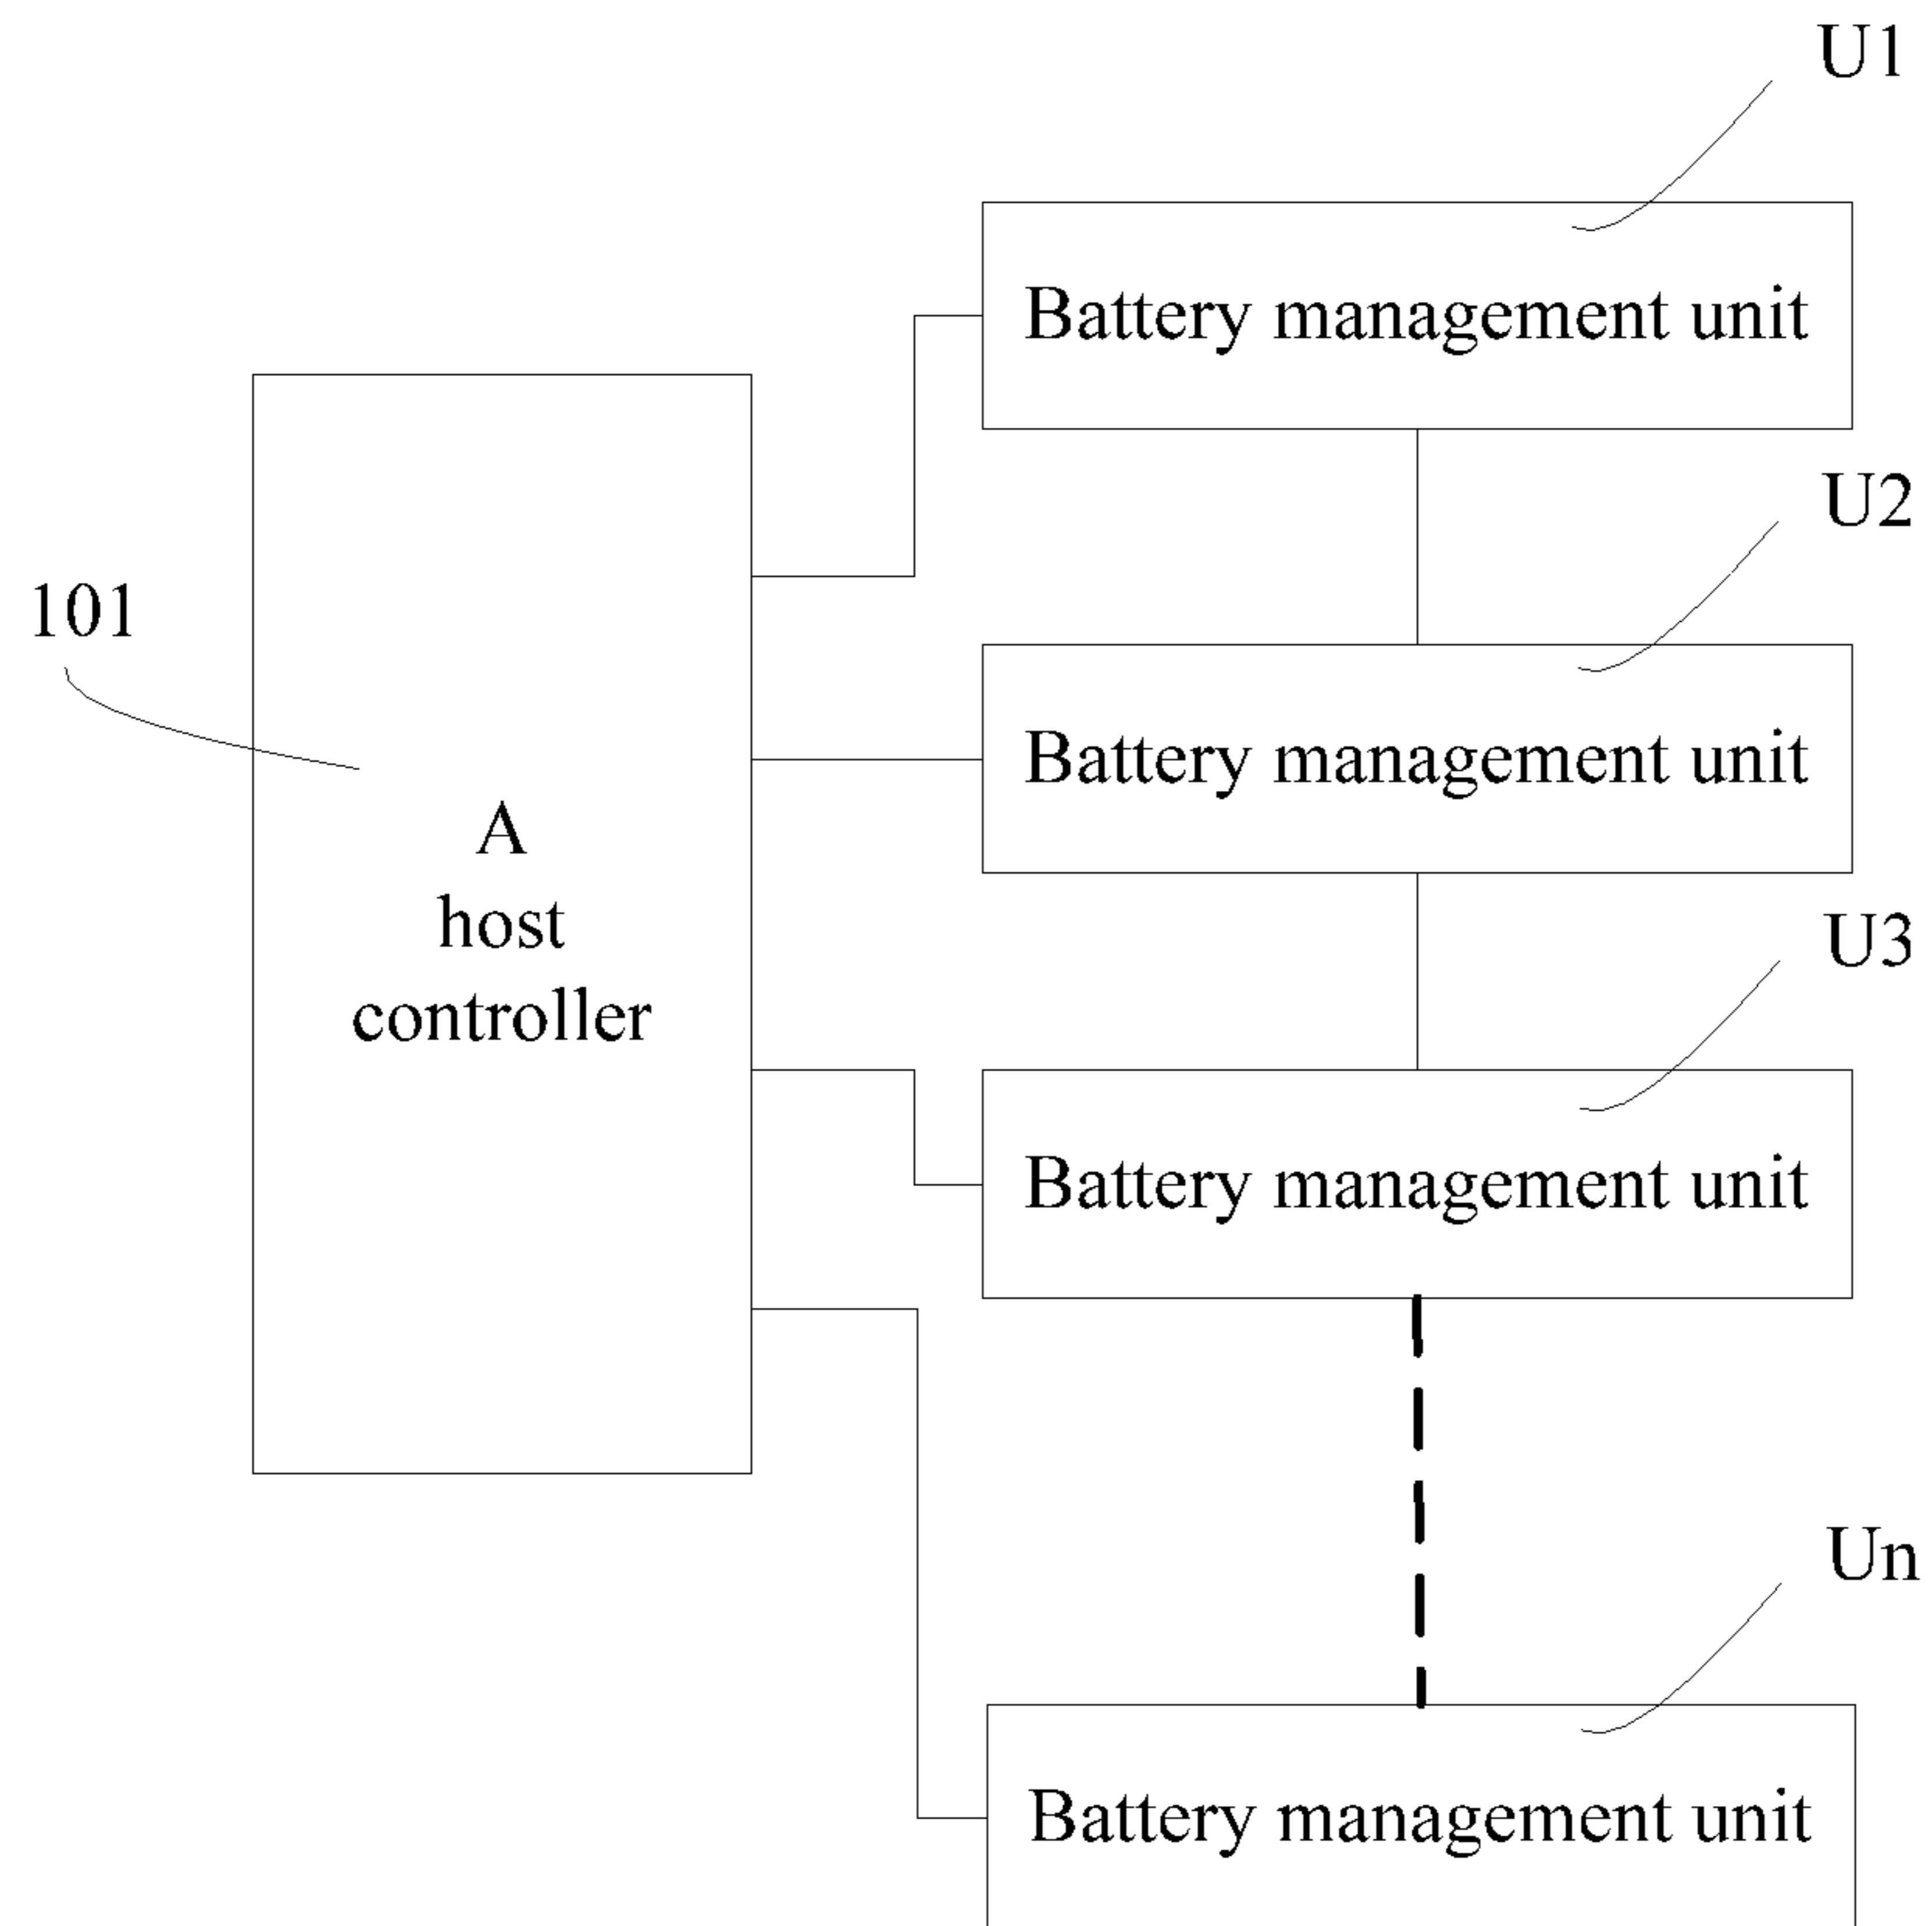 U1
Battery management unit
U2
101
Battery management unit
A
host
controller
U3
Battery management unit
Un
Battery management unit